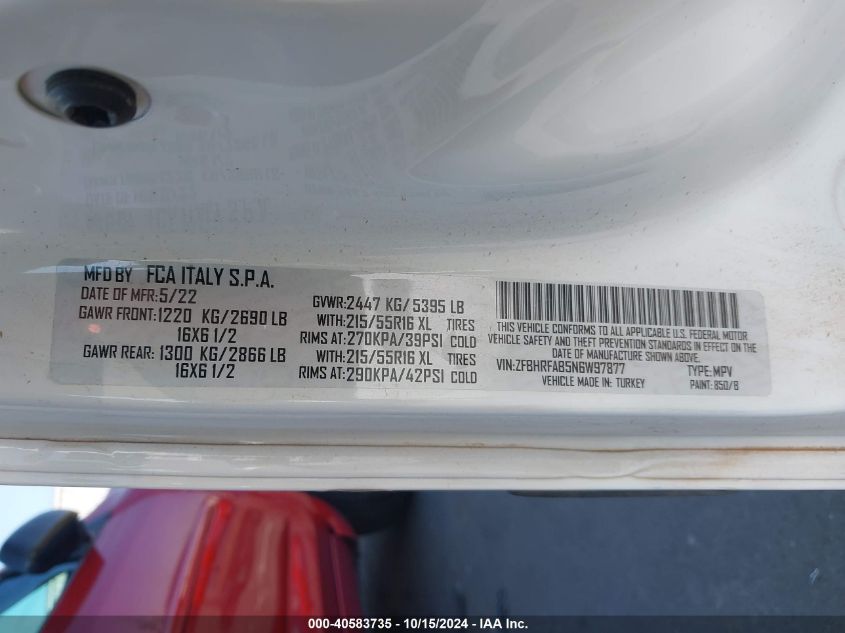 MFD BY FCA ITALY S.P.A.
DATE OF MFR:5/22
GAWR FRONT:1220 KG/2690 LB
16X6 1/2
GAWR REAR: 1300 KG/2866 LB
16X6 1/2
GVWR:2447 KG/5395 LB
WITH:215/55R16 XL TIRES
RIMS AT:270KPA/39PSI COLD
WITH:215/55R16 XL TIRES
RIMS AT:290KPA/42PSI COLD
THIS VEHICLE CONFORMS TO ALL APPLICABLE U.S. FEDERAL MOTOR
VEHICLE SAFETY AND THEFT PREVENTION STANDARDS IN EFFECT ON THE
DATE OF MANUFACTURE SHOWN ABOVE.
VIN:ZFBHRFAB5N6W97877 TYPE:MPV
VEHICLE MADE IN: TURKEY PAINT: 850/B
000-40583735 - 10/15/2024 - IAA Inc.